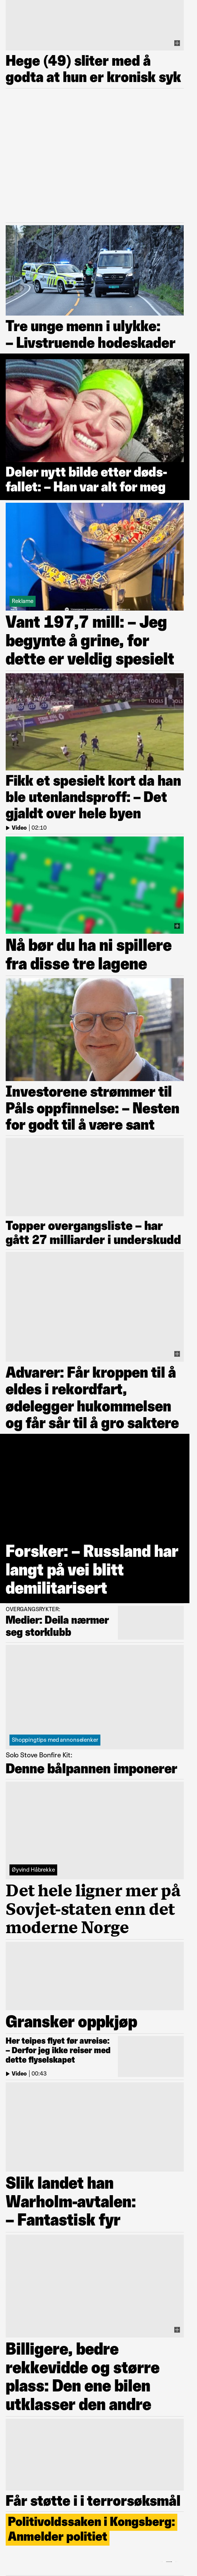 Hege (49) sliter med å
godta at hun er kronisk syk
Tre unge menn i ulykke:
– Livstruende hodeskader
Deler nytt bilde etter døds-
fallet: – Han var alt for meg
Reklame
Vant 197,7 mill: – Jeg
begynte å grine, for
dette er veldig spesielt
Fikk et spesielt kort da han
ble utenlandsproff: – Det
gjaldt over hele byen
Video | 02:10
Nå bør du ha ni spillere
fra disse tre lagene
Investorene strømmer til
Påls oppfinnelse: – Nesten
for godt til å være sant
Topper overgangsliste – har
gått 27 milliarder i underskudd
Advarer: Får kroppen til å
eldes i rekordfart,
ødelegger hukommelsen
og får sår til å gro saktere
Forsker: – Russland har
langt på vei blitt
demilitarisert
OVERGANGSRYKTER:
Medier: Deila nærmer
seg storklubb
Shoppingtips med annonselenker
Solo Stove Bonfire Kit:
Denne bålpannen imponerer
Øyvind Håbrekke
Det hele ligner mer på
Sovjet-staten enn det
moderne Norge
Gransker oppkjøp
Her teipes flyet før avreise:
– Derfor jeg ikke reiser med
dette flyselskapet
Video | 00:43
Slik landet han
Warholm-avtalen:
– Fantastisk fyr
Billigere, bedre
rekkevidde og større
plass: Den ene bilen
utklasser den andre
Får støtte i i terrorsøksmål
Politivoldssaken i Kongsberg:
Anmelder politiet